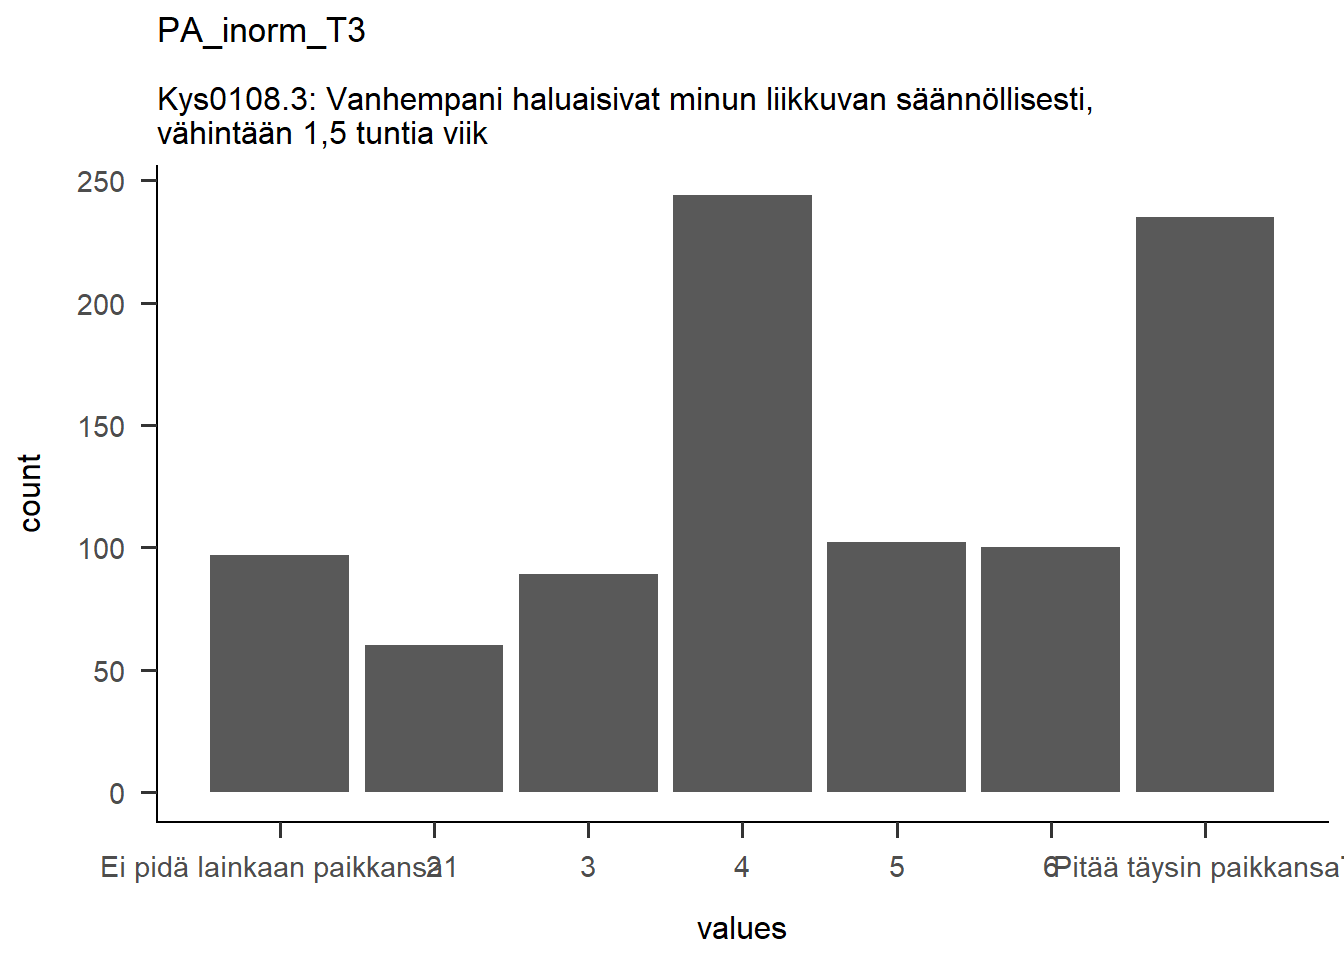 PA_inorm_T3
Kys0108.3: Vanhempani haluaisivat minun liikkuvan säännöllisesti,
vähintään 1,5 tuntia viik
250
200
150
100
50
0
count
Ei pidä lainkaan paikkansa1
2
3
4
5
6
Pitää täysin paikkansa7
values